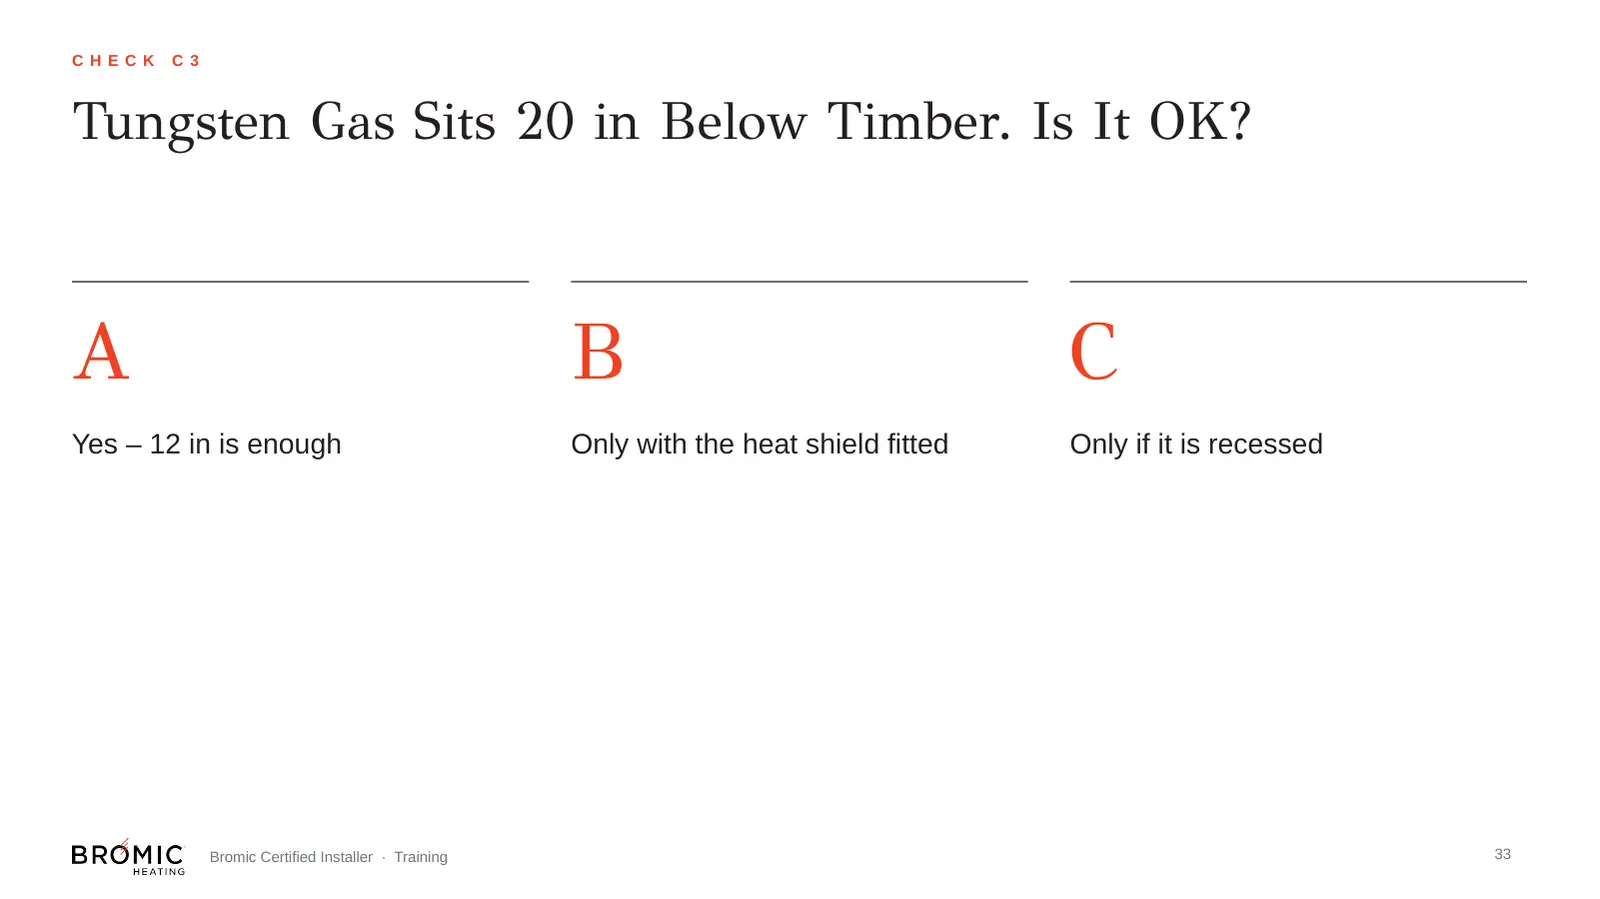 CHECK C3
Tungsten Gas Sits 20 in Below Timber. Is It OK?
A
Yes – 12 in is enough
B
Only with the heat shield fitted
C
Only if it is recessed
BROMIC
HEATING
Bromic Certified Installer · Training
33